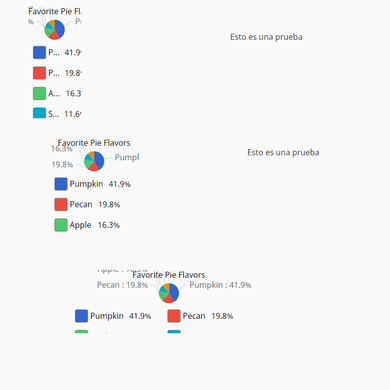 Favorite Pie Fl
%
P... 41.9
P... 19.8
A... 16.3
S... 11.6
Esto es una prueba
Favorite Pie Flavors
16.3%
19.8%
Pumpl
Pumpkin 41.9%
Pecan 19.8%
Apple 16.3%
Esto es una prueba
Favorite Pie Flavors
Pecan : 19.8%
Pumpkin : 41.9%
Pumpkin 41.9%
Pecan 19.8%